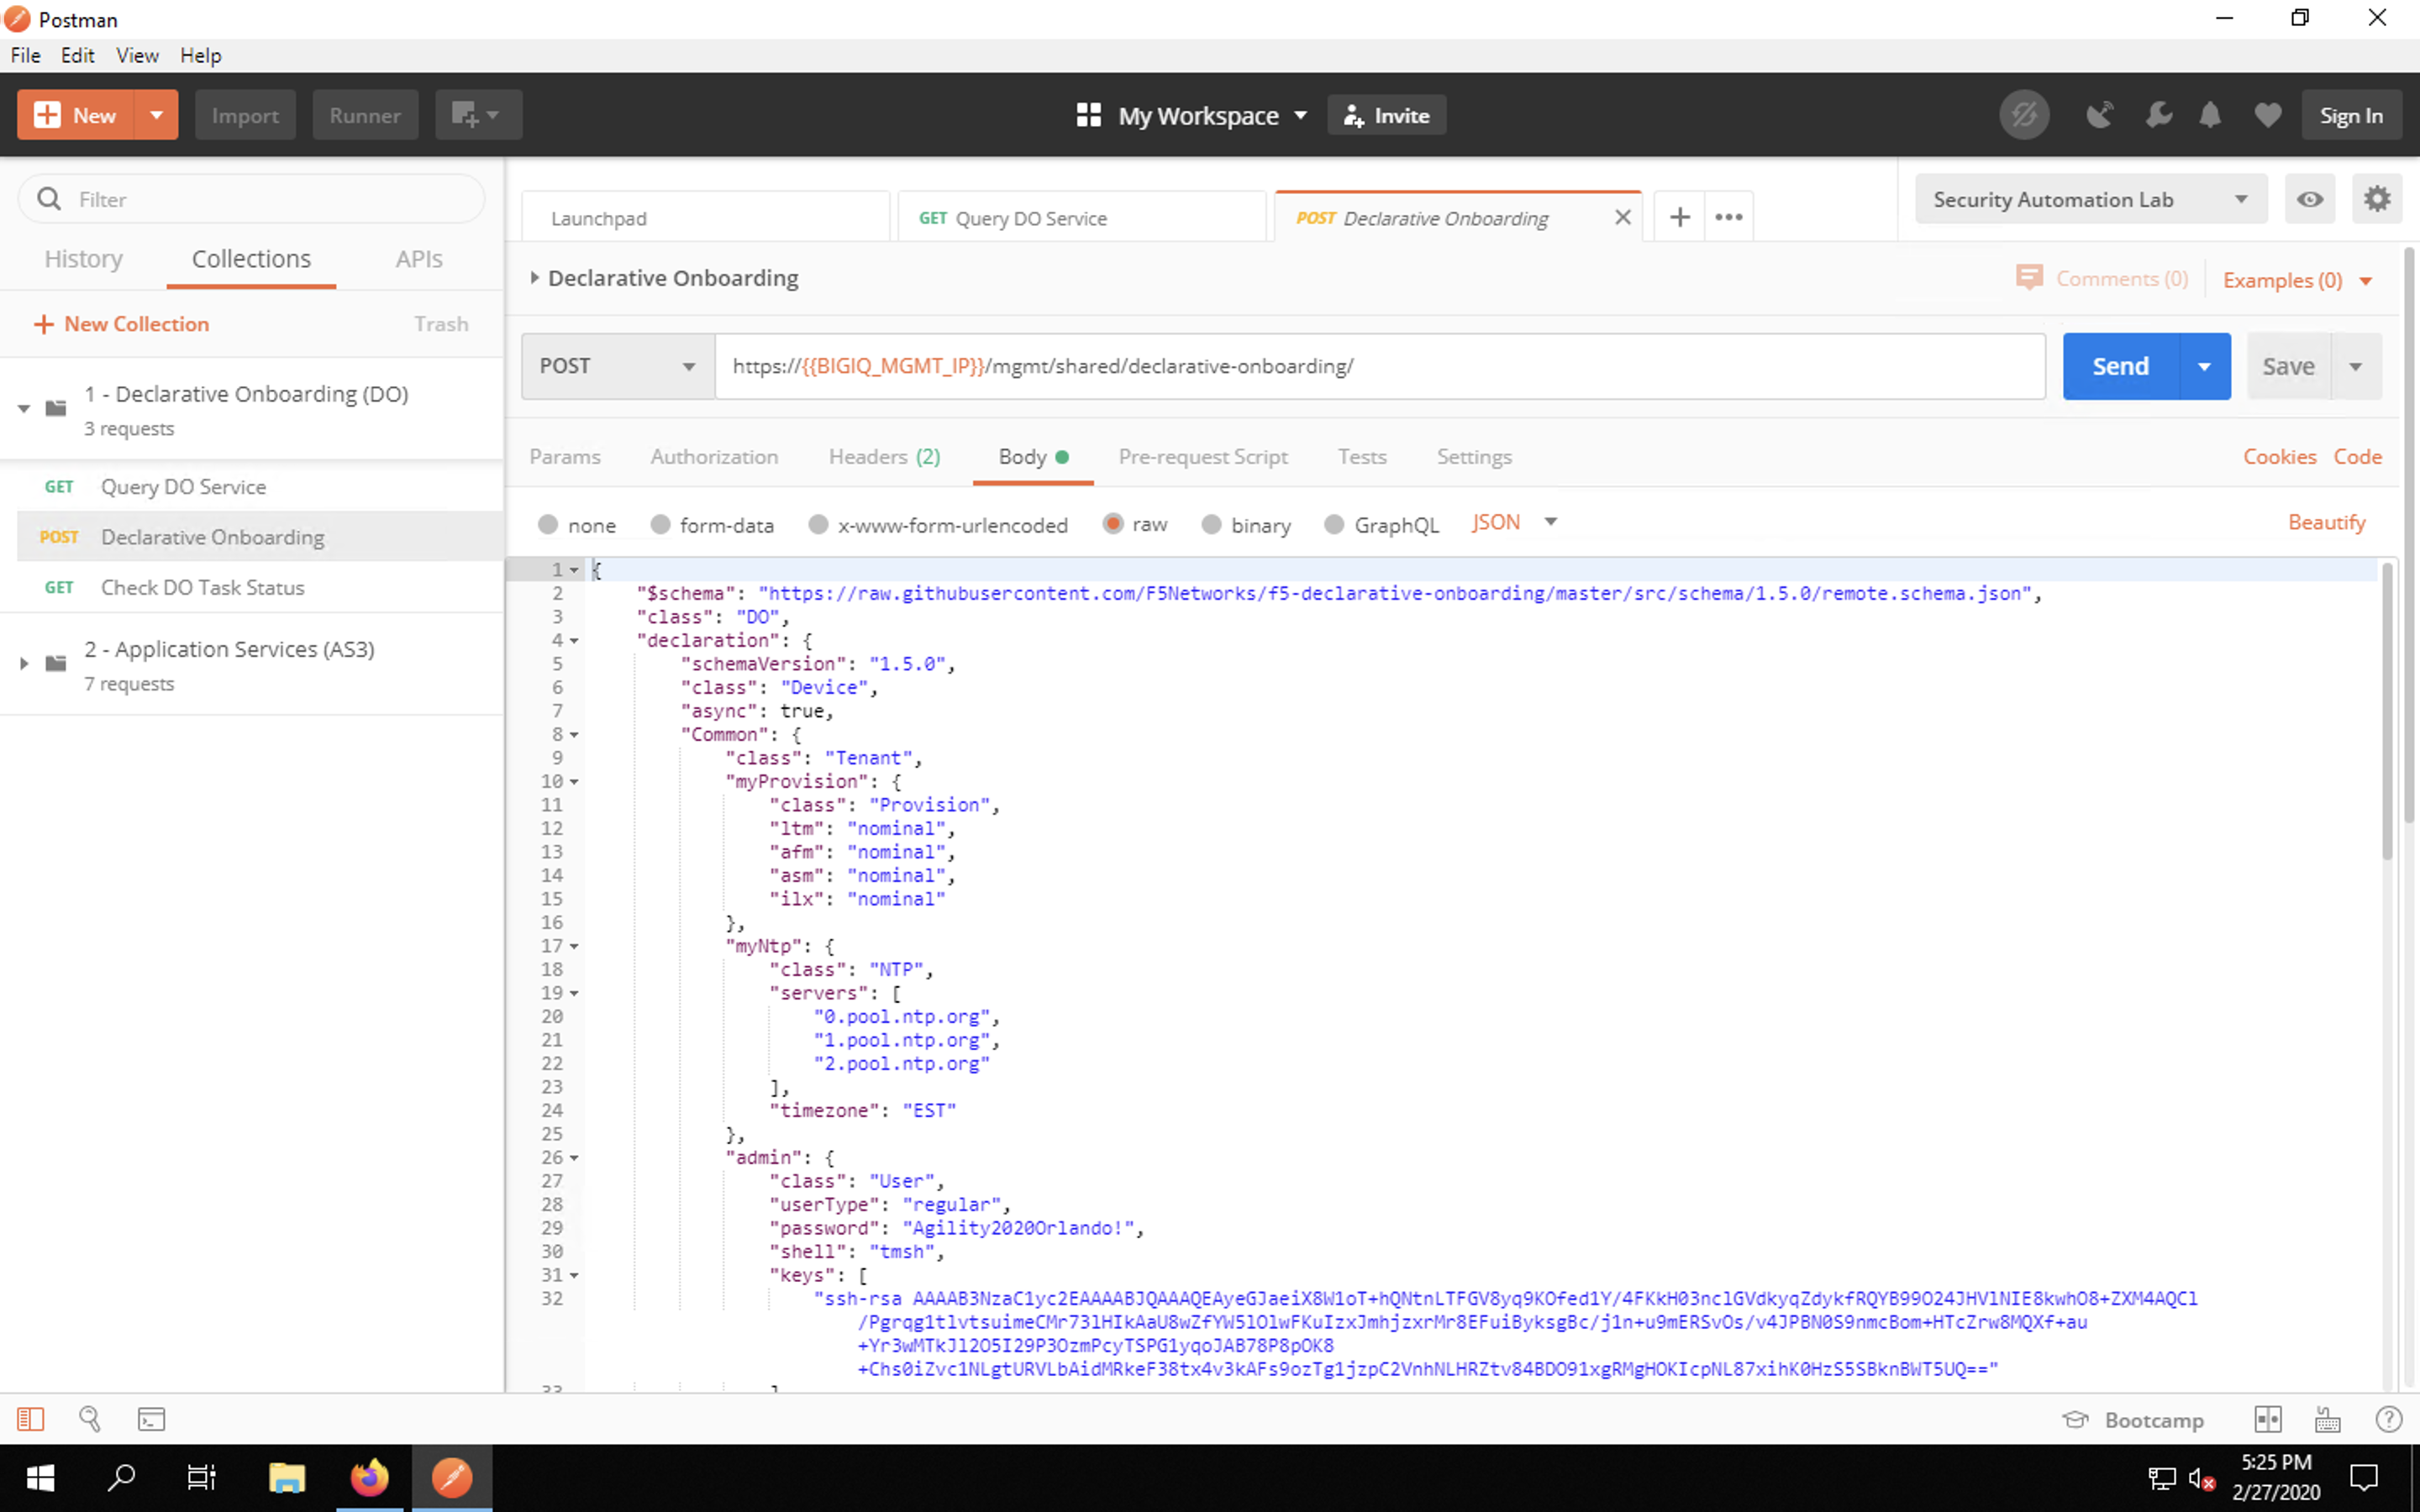 Postman
File Edit View Help
New Import Runner My Workspace Invite Sign In
Filter
History Collections APIs
New Collection Trash
1 - Declarative Onboarding (DO)
3 requests
GET Query DO Service
POST Declarative Onboarding
GET Check DO Task Status
2 - Application Services (AS3)
7 requests
Launchpad GET Query DO Service POST Declarative Onboarding
Security Automation Lab
Declarative Onboarding Comments (0) Examples (0)
POST https://{{BIGIQ_MGMT_IP}}/mgmt/shared/declarative-onboarding/ Send Save
Params Authorization Headers (2) Body Pre-request Script Tests Settings Cookies Code
none form-data x-www-form-urlencoded raw binary GraphQL JSON Beautify
1 {
2 "$schema": "https://raw.githubusercontent.com/F5Networks/f5-declarative-onboarding/master/src/schema/1.5.0/remote.schema.json",
3 "class": "DO",
4 "declaration": {
5 "schemaVersion": "1.5.0",
6 "class": "Device",
7 "async": true,
8 "Common": {
9 "class": "Tenant",
10 "myProvision": {
11 "class": "Provision",
12 "ltm": "nominal",
13 "afm": "nominal",
14 "asm": "nominal",
15 "ilx": "nominal"
16 },
17 "myNtp": {
18 "class": "NTP",
19 "servers": [
20 "0.pool.ntp.org",
21 "1.pool.ntp.org",
22 "2.pool.ntp.org"
23 ],
24 "timezone": "EST"
25 },
26 "admin": {
27 "class": "User",
28 "userType": "regular",
29 "password": "Agility2020Orlando!",
30 "shell": "tmsh",
31 "keys": [
32 "ssh-rsa AAAAB3NzaC1yc2EAAAABJQAAAQEAyeGJaeiX8W1oT+hQNtnLTFGV8yq9KOfed1Y/4FKkH03nclGVdkyqZdykfRQYB99O24JHVlNIE8kwhO8+ZXM4AQCl
/Pgrqg1tlvtsuimeCMr73lHIkAaU8wZfYW5lOlwFKuIzxJmhjzxrMr8EFuiByksgBc/j1n+u9mERSvOs/v4JPBN0S9nmcBom+HTcZrw8MQXf+au
+Yr3wMTkJl2O5I29P3OzmPcyTSPG1yqoJAB78P8pOK8
+Chs0iZvc1NLgtURVLbAidMRkeF38tx4v3kAFs9ozTg1jzpC2VnhNLHRZtv84BDO91xgRMgHOKIcpNL87xihK0HzS5SBknBWT5UQ=="
33 ]
Bootcamp
5:25 PM
2/27/2020